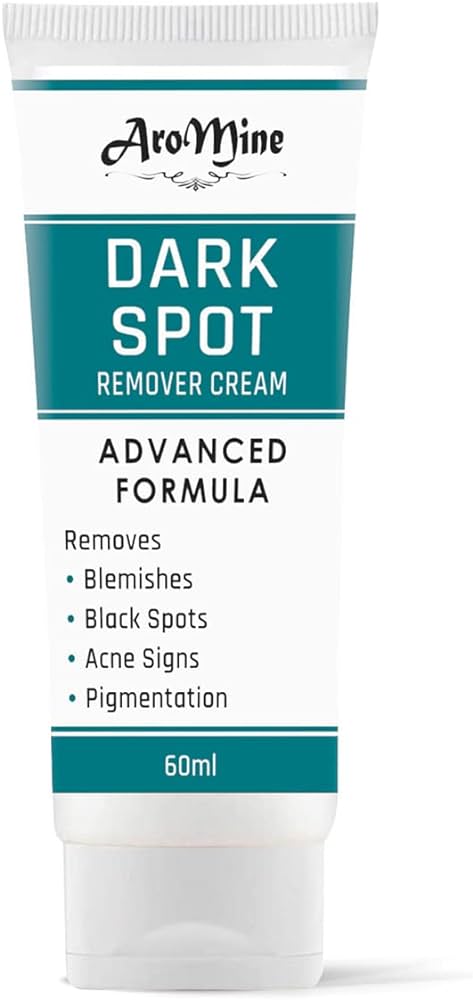 AroMine
DARK
SPOT
REMOVER CREAM
ADVANCED
FORMULA
Removes
• Blemishes
• Black Spots
• Acne Signs
• Pigmentation
60ml